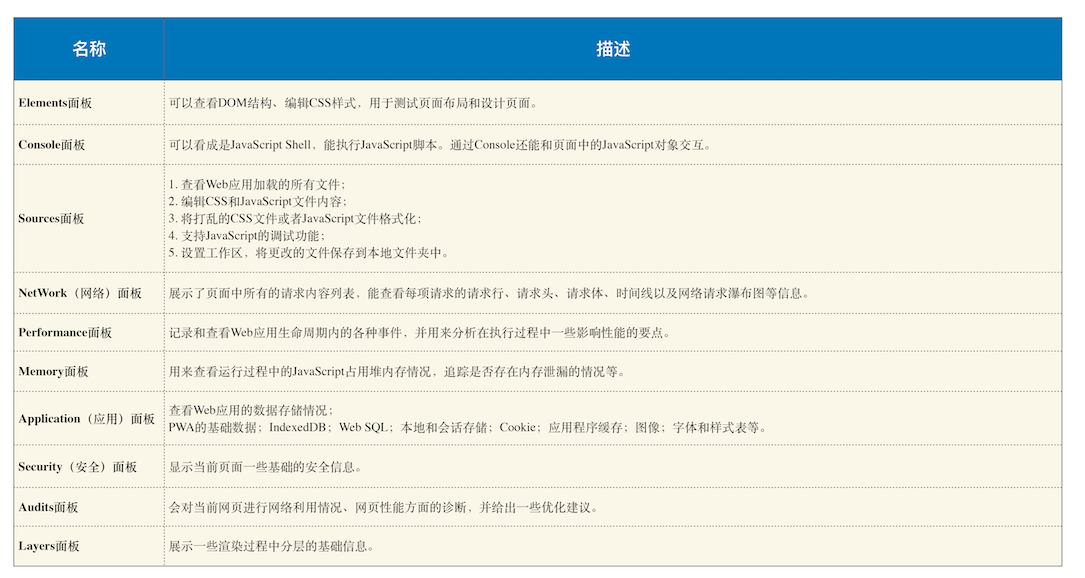 名称 描述
Elements面板 可以查看DOM结构、编辑CSS样式，用于测试页面布局和设计页面。
Console面板 可以看成是JavaScript Shell，能执行JavaScript脚本。通过Console还能和页面中的JavaScript对象交互。
Sources面板
1. 查看Web应用加载的所有文件；
2. 编辑CSS和JavaScript文件内容；
3. 将打乱的CSS文件或者JavaScript文件格式化；
4. 支持JavaScript的调试功能；
5. 设置工作区，将更改的文件保存到本地文件夹中。
NetWork（网络）面板 展示了页面中所有的请求内容列表，能查看每项请求的请求行、请求头、请求体、时间线以及网络请求瀑布图等信息。
Performance面板 记录和查看Web应用生命周期内的各种事件，并用来分析在执行过程中一些影响性能的要点。
Memory面板 用来查看运行过程中的JavaScript占用堆内存情况，追踪是否存在内存泄漏的情况等。
Application（应用）面板
查看Web应用的数据存储情况；
PWA的基础数据；IndexedDB；Web SQL；本地和会话存储；Cookie；应用程序缓存；图像；字体和样式表等。
Security（安全）面板 显示当前页面一些基础的安全信息。
Audits面板 会对当前网页进行网络利用情况、网页性能方面的诊断，并给出一些优化建议。
Layers面板 展示一些渲染过程中分层的基础信息。